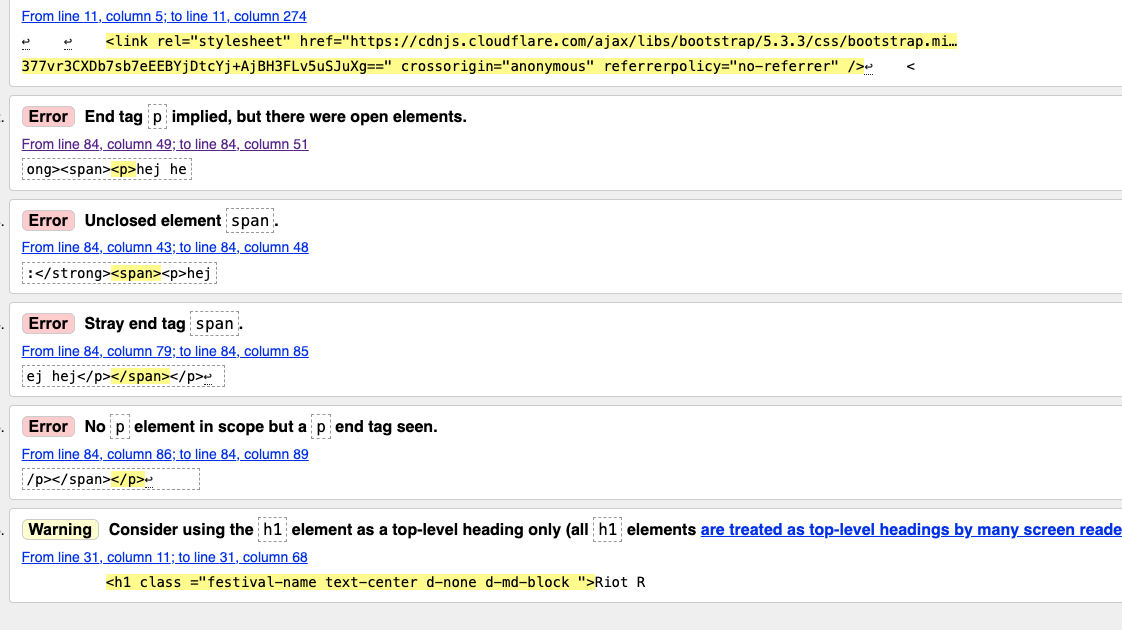 From line 11, column 5; to line 11, column 274
↩    ↩    <link rel="stylesheet" href="https://cdnjs.cloudflare.com/ajax/libs/bootstrap/5.3.3/css/bootstrap.mi…
377vr3CXDb7sb7eEEBYjDtcYj+AjBH3FLv5uSJuXg==" crossorigin="anonymous" referrerpolicy="no-referrer" />↩    <
Error End tag p implied, but there were open elements.
From line 84, column 49; to line 84, column 51
ong><span><p>hej he
Error Unclosed element span.
From line 84, column 43; to line 84, column 48
:</strong><span><p>hej
Error Stray end tag span.
From line 84, column 79; to line 84, column 85
ej hej</p></span></p>↩
Error No p element in scope but a p end tag seen.
From line 84, column 86; to line 84, column 89
/p></span></p>↩
Warning Consider using the h1 element as a top-level heading only (all h1 elements are treated as top-level headings by many screen reade
From line 31, column 11; to line 31, column 68
<h1 class ="festival-name text-center d-none d-md-block ">Riot R